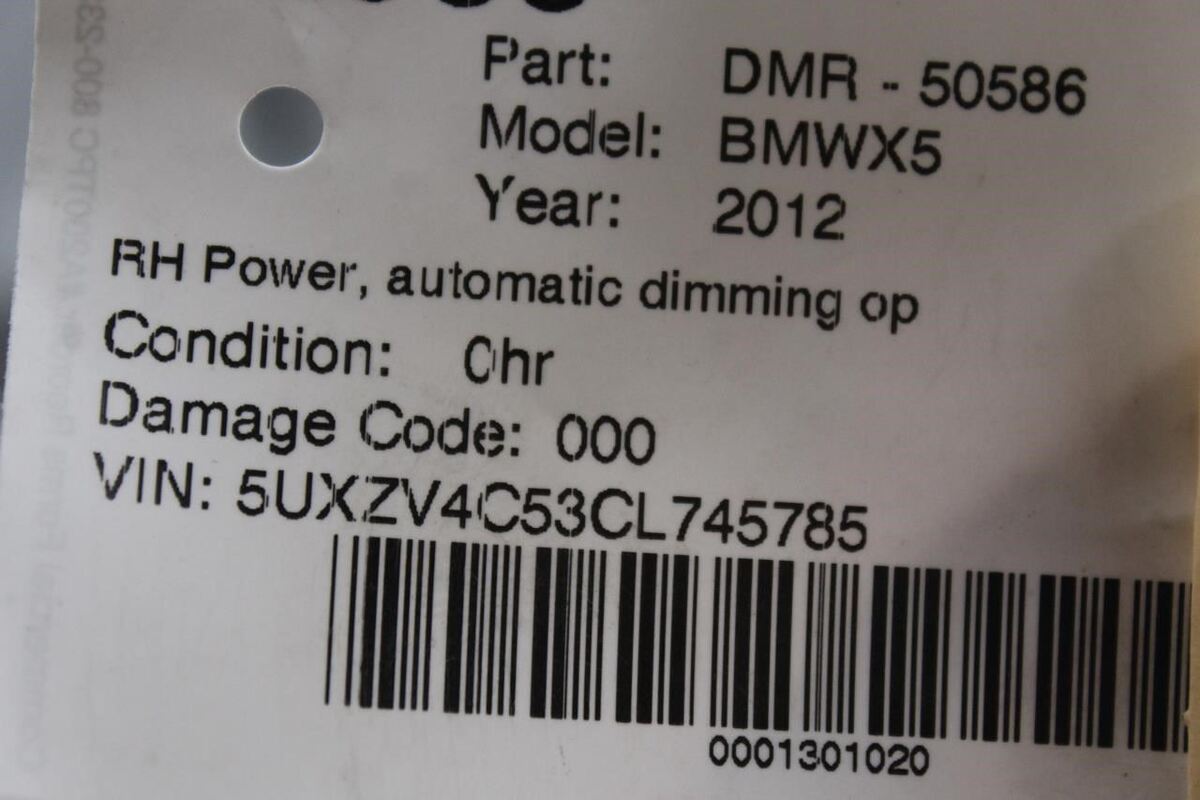 Part: DMR - 50586
Model: BMWX5
Year: 2012
RH Power, automatic dimming op
Condition: 0hr
Damage Code: 000
VIN: 5UXZV4C53CL745785
0001301020